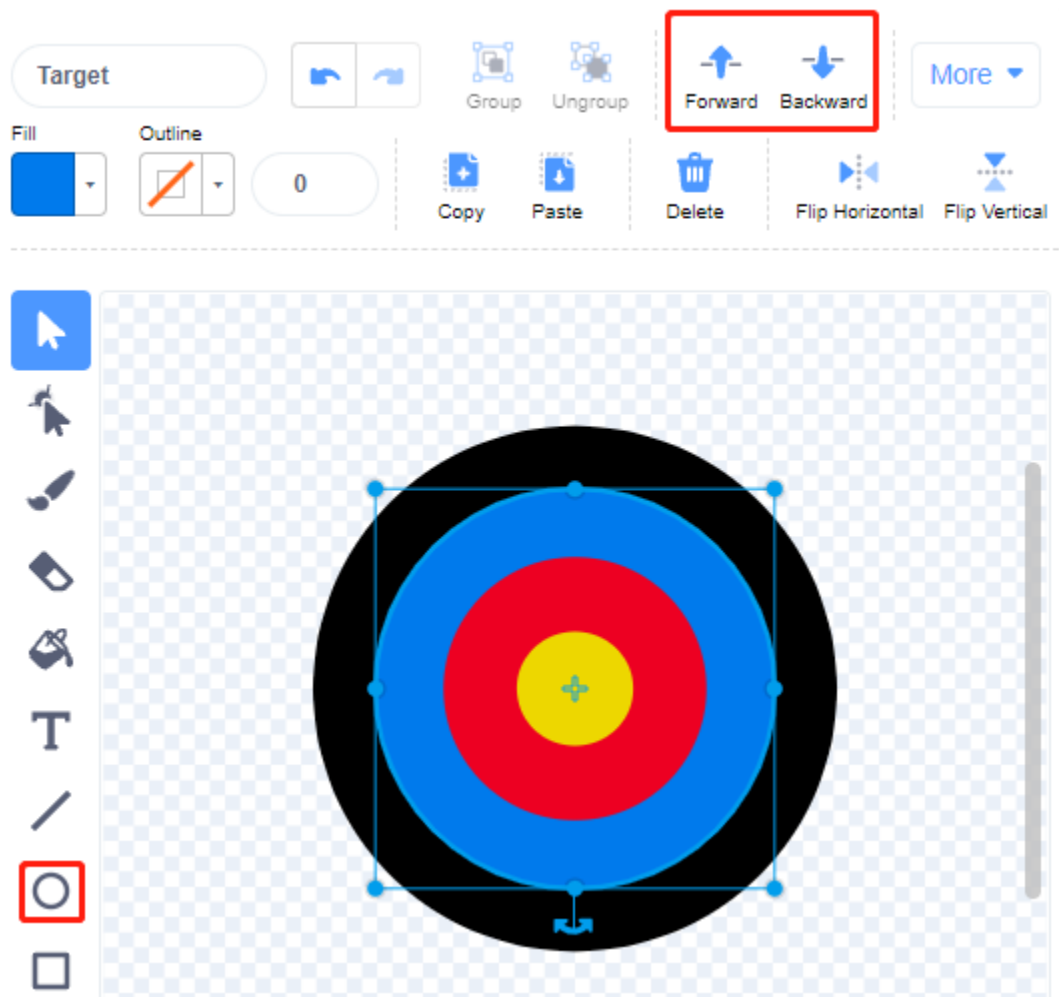 Target
Group Ungroup Forward Backward More
Fill Outline
0
Copy Paste Delete Flip Horizontal Flip Vertical
T